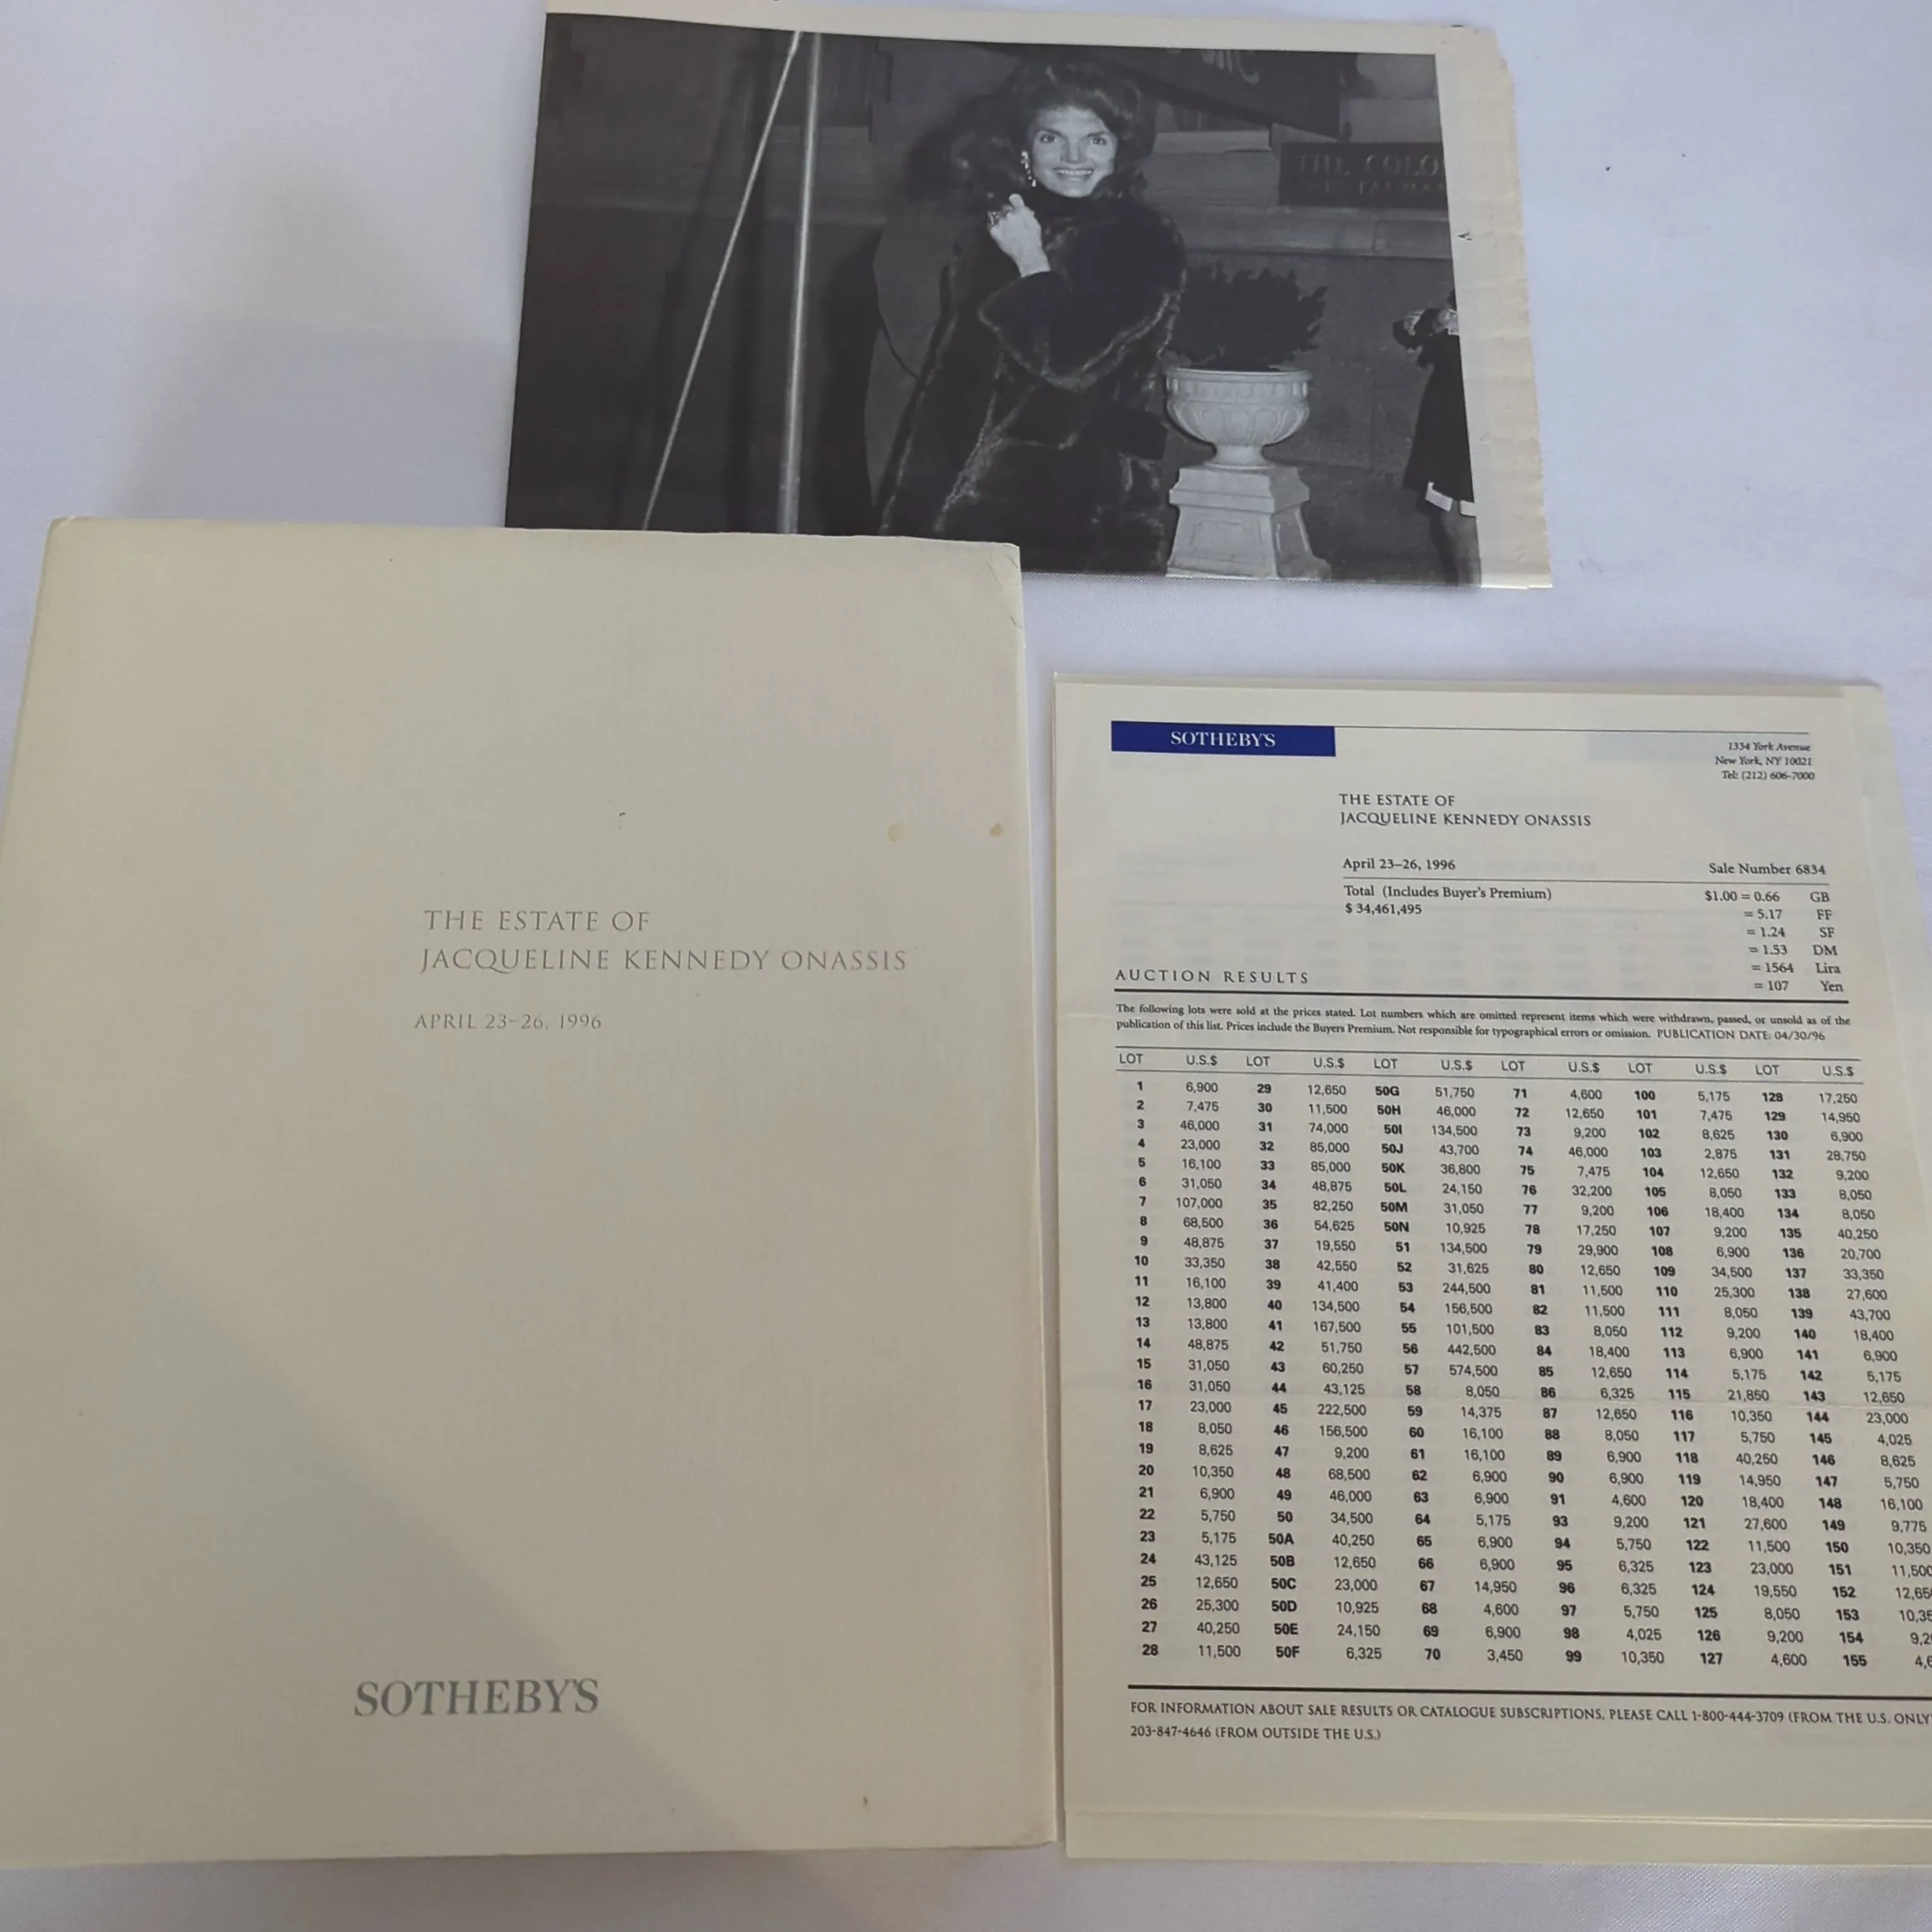 THE COLO
THE ESTATE OF
JACQUELINE KENNEDY ONASSIS
APRIL 23-26, 1996
SOTHEBY'S
SOTHEBY'S
1334 York Avenue
New York, NY 10021
Tel: (212) 606-7000
THE ESTATE OF
JACQUELINE KENNEDY ONASSIS
April 23–26, 1996 Sale Number 6834
Total (Includes Buyer's Premium) $1.00 = 0.66 GB
$ 34,461,495 = 5.17 FF
= 1.24 SF
= 1.53 DM
= 1564 Lira
= 107 Yen
AUCTION RESULTS
The following lots were sold at the prices stated. Lot numbers which are omitted represent items which were withdrawn, passed, or unsold as of the
publication of this list. Prices include the Buyers Premium. Not responsible for typographical errors or omission. PUBLICATION DATE: 04/30/96
LOT U.S.$ LOT U.S.$ LOT U.S.$ LOT U.S.$ LOT U.S.$ LOT U.S.$
1 6,900 29 12,650 50G 51,750 71 4,600 100 5,175 128 17,250
2 7,475 30 11,500 50H 46,000 72 12,650 101 7,475 129 14,950
3 46,000 31 74,000 50I 134,500 73 9,200 102 8,625 130 6,900
4 23,000 32 85,000 50J 43,700 74 46,000 103 2,875 131 28,750
5 16,100 33 85,000 50K 36,800 75 7,475 104 12,650 132 9,200
6 31,050 34 48,875 50L 24,150 76 32,200 105 8,050 133 8,050
7 107,000 35 82,250 50M 31,050 77 9,200 106 18,400 134 8,050
8 68,500 36 54,625 50N 10,925 78 17,250 107 9,200 135 40,250
9 48,875 37 19,550 51 134,500 79 29,900 108 6,900 136 20,700
10 33,350 38 42,550 52 31,625 80 12,650 109 34,500 137 33,350
11 16,100 39 41,400 53 244,500 81 11,500 110 25,300 138 27,600
12 13,800 40 134,500 54 156,500 82 11,500 111 8,050 139 43,700
13 13,800 41 167,500 55 101,500 83 8,050 112 9,200 140 18,400
14 48,875 42 51,750 56 442,500 84 18,400 113 6,900 141 6,900
15 31,050 43 60,250 57 574,500 85 12,650 114 5,175 142 5,175
16 31,050 44 43,125 58 8,050 86 6,325 115 21,850 143 12,650
17 23,000 45 222,500 59 14,375 87 12,650 116 10,350 144 23,000
18 8,050 46 156,500 60 16,100 88 8,050 117 5,750 145 4,025
19 8,625 47 9,200 61 16,100 89 6,900 118 40,250 146 8,625
20 10,350 48 68,500 62 6,900 90 6,900 119 14,950 147 5,750
21 6,900 49 46,000 63 6,900 91 4,600 120 18,400 148 16,100
22 5,750 50 34,500 64 5,175 93 9,200 121 27,600 149 9,775
23 5,175 50A 40,250 65 6,900 94 5,750 122 11,500 150 10,350
24 43,125 50B 12,650 66 6,900 95 6,325 123 23,000 151 11,500
25 12,650 50C 23,000 67 14,950 96 6,325 124 19,550 152 12,65
26 25,300 50D 10,925 68 4,600 97 5,750 125 8,050 153 10,35
27 40,250 50E 24,150 69 6,900 98 4,025 126 9,200 154 9,2
28 11,500 50F 6,325 70 3,450 99 10,350 127 4,600 155 4,6
FOR INFORMATION ABOUT SALE RESULTS OR CATALOGUE SUBSCRIPTIONS, PLEASE CALL 1-800-444-3709 (FROM THE U.S. ONLY
203-847-4646 (FROM OUTSIDE THE U.S.)